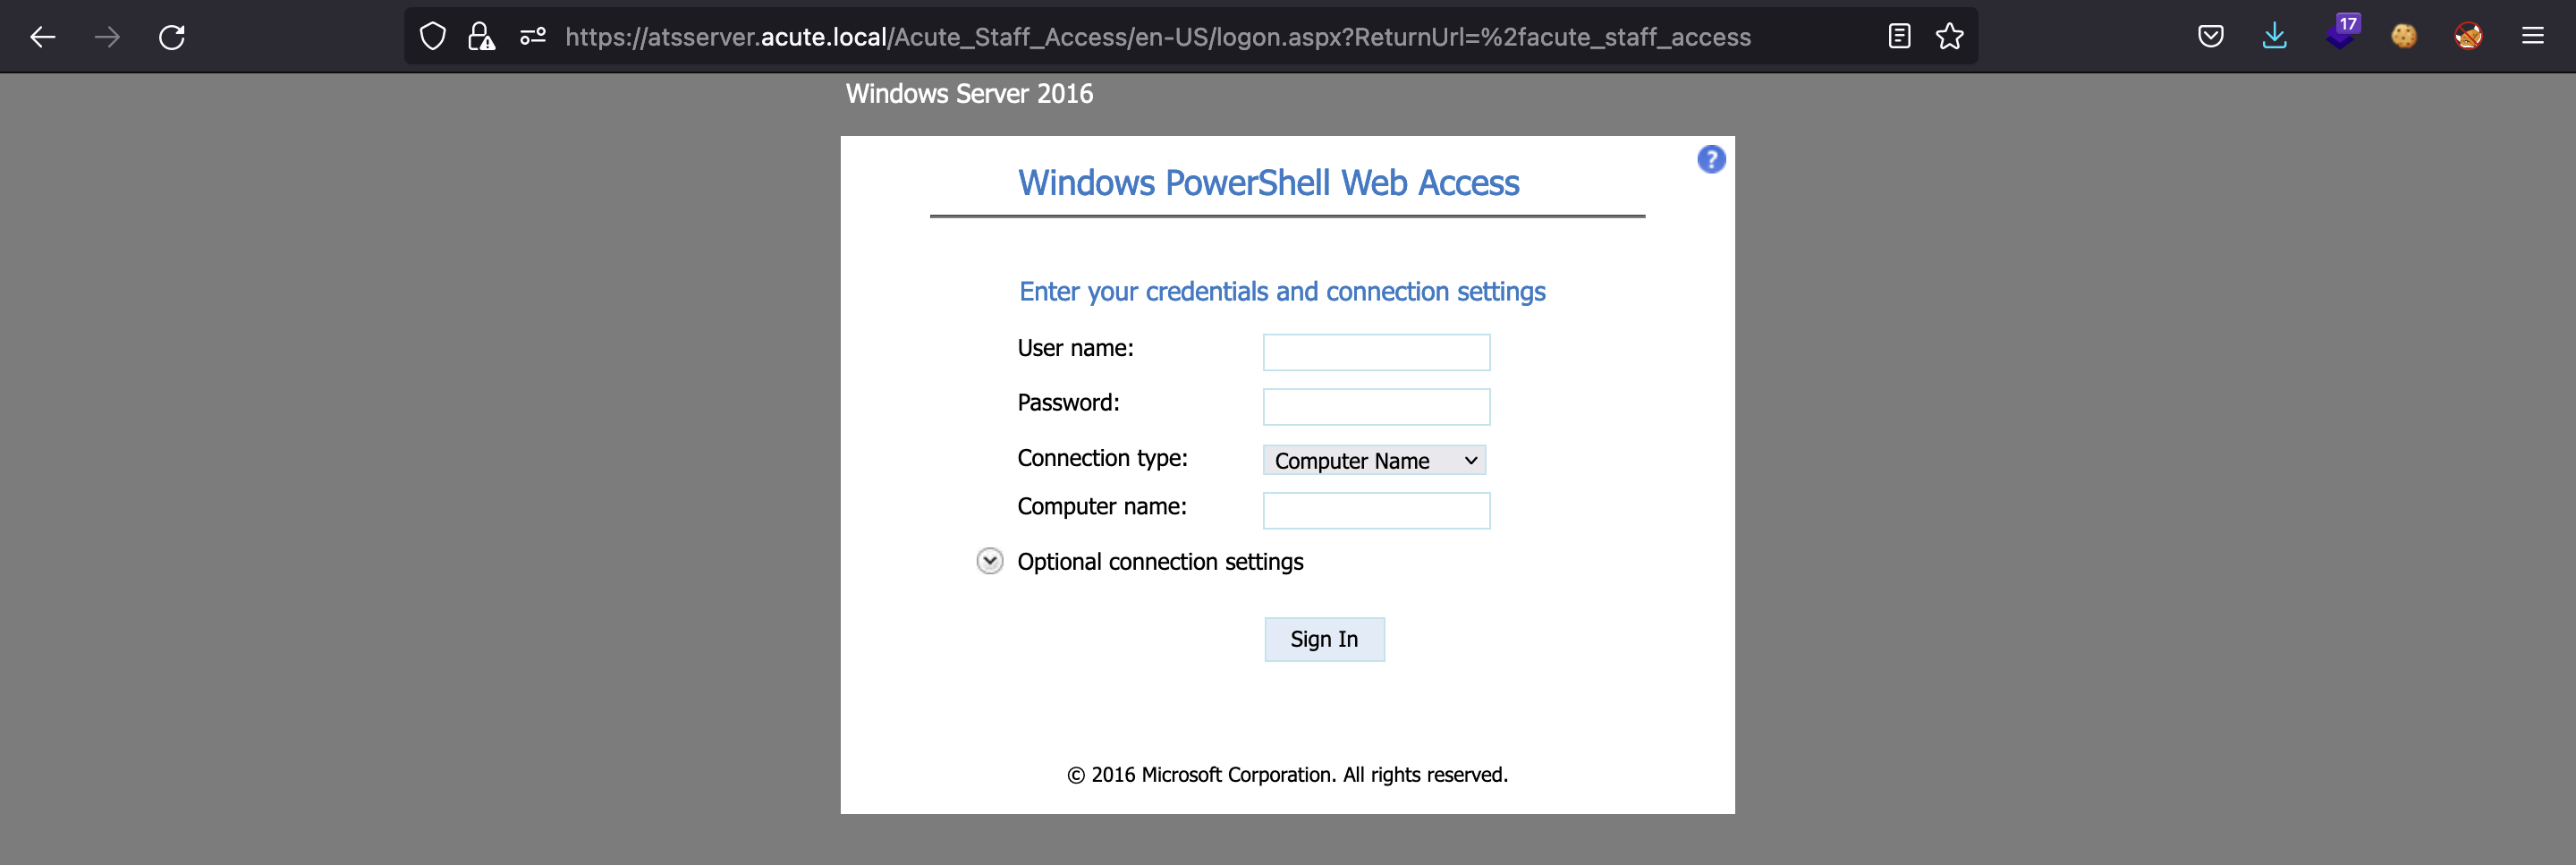 https://atsserver.acute.local/Acute_Staff_Access/en-US/logon.aspx?ReturnUrl=%2facute_staff_access
17
Windows Server 2016
?
Windows PowerShell Web Access
Enter your credentials and connection settings
User name:
Password:
Connection type:
Computer Name
Computer name:
Optional connection settings
Sign In
© 2016 Microsoft Corporation. All rights reserved.